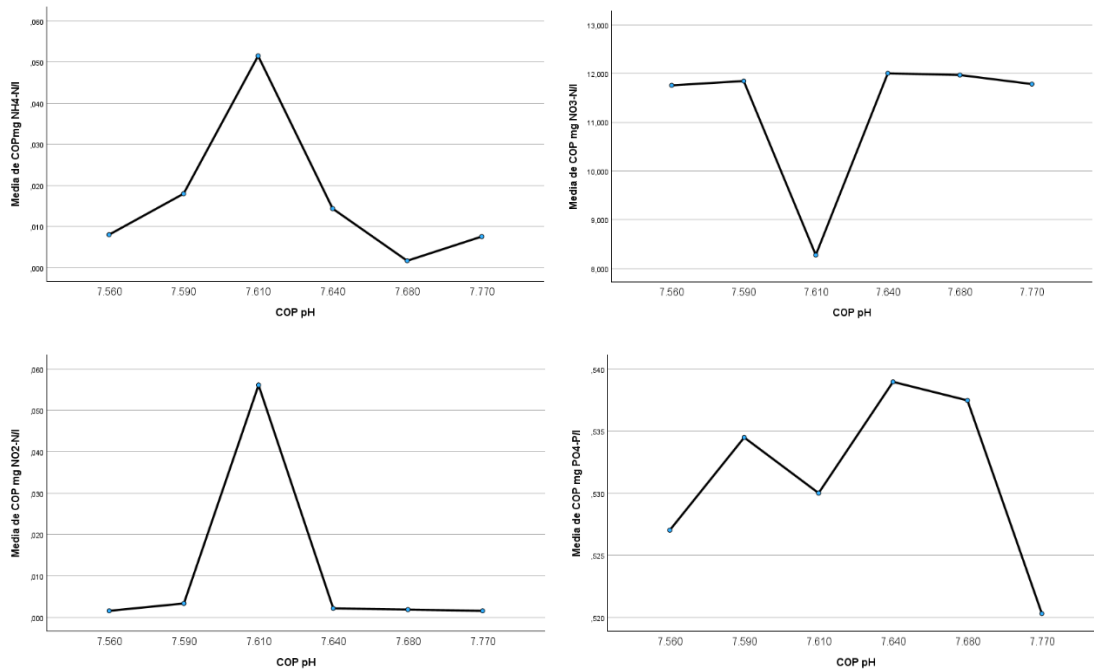 Media de COPmg NH4-N/l
,060
,050
,040
,030
,020
,010
,000
7.560 7.590 7.610 7.640 7.680 7.770
COP pH
Media de COP mg NO3-N/l
13,000
12,000
11,000
10,000
9,000
8,000
7.560 7.590 7.610 7.640 7.680 7.770
COP pH
Media de COP mg NO2-N/l
,060
,050
,040
,030
,020
,010
,000
7.560 7.590 7.610 7.640 7.680 7.770
COP pH
Media de COP mg PO4-P/l
,540
,535
,530
,525
,520
7.560 7.590 7.610 7.640 7.680 7.770
COP pH